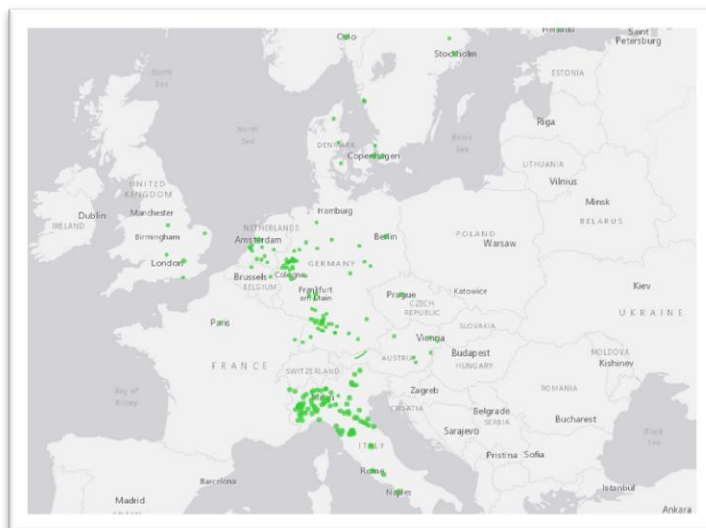 Oslo
Helsinki
Saint
Petersburg
Stockholm
North
Sea
ESTONIA
Riga
North
Sea
DENMARK
Baltic
Sea
Copenhagen
LITHUANIA
Vilnius
UNITED
KINGDOM
Dublin
Manchester
IRELAND
Hamburg
Minsk
BELARUS
Birmingham
NETHERLANDS
Amsterdam
Berlin
POLAND
Warsaw
London
Brussels
Cologne
GERMANY
BELGIUM
Frankfurt
am Main
Prague
Katowice
Kiev
CZECH
REPUBLIC
UKRAINE
Paris
SLOVAKIA
Vienna
FRANCE
AUSTRIA
Budapest
HUNGARY
MOLDOVA
Kishinev
SWITZERLAND
Bay of
Biscay
Milan
Zagreb
ROMANIA
CROATIA
Belgrade
SERBIA
Bucharest
Sarajevo
Black
Sea
ITALY
Pristina
Sofia
Barcelona
Rome
Madrid
Naples
Istanbul
Ankara